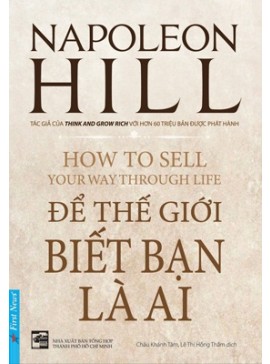 NAPOLEON
HILL
TÁC GIẢ CỦA THINK AND GROW RICH VỚI HƠN 60 TRIỆU BẢN ĐƯỢC PHÁT HÀNH
HOW TO SELL
YOUR WAY THROUGH LIFE
ĐỂ THẾ GIỚI
BIẾT BẠN
LÀ AI
First News
NHÀ XUẤT BẢN TỔNG HỢP
THÀNH PHỐ HỒ CHÍ MINH
Châu Khánh Tâm, Lê Thị Hồng Thắm dịch